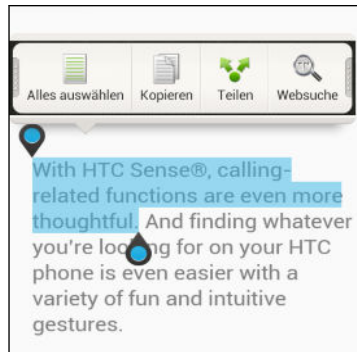 Alles auswählen Kopieren Teilen Websuche
With HTC Sense®, calling-
related functions are even more
thoughtful. And finding whatever
you're looking for on your HTC
phone is even easier with a
variety of fun and intuitive
gestures.